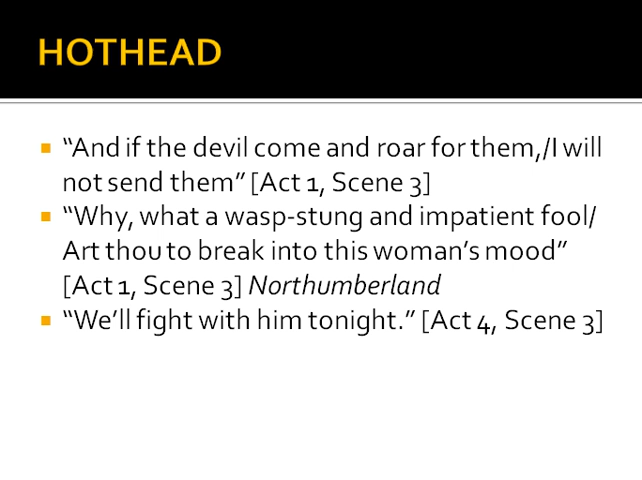 HOTHEAD
“And if the devil come and roar for them,/I will
not send them” [Act 1, Scene 3]
“Why, what a wasp-stung and impatient fool/
Art thou to break into this woman’s mood”
[Act 1, Scene 3] Northumberland
“We’ll fight with him tonight.” [Act 4, Scene 3]